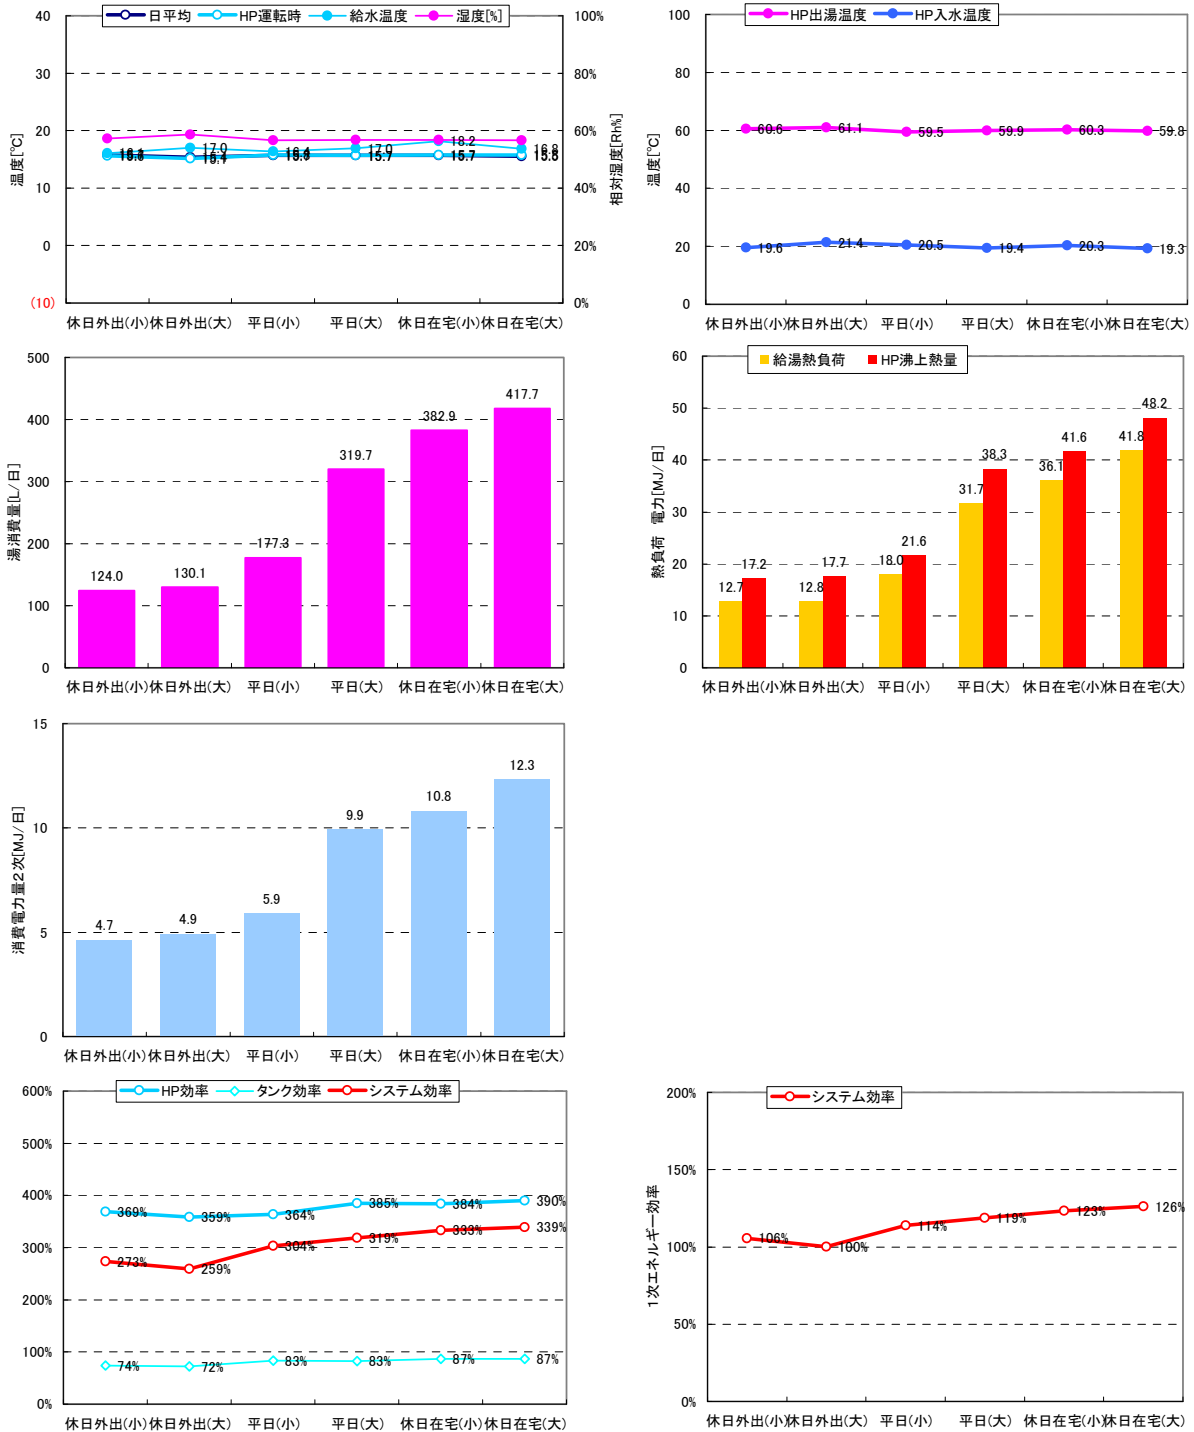 日平均 HP運転時 給水温度 湿度[%]
40
30
20
10
0
(10)
温度[℃]
100%
80%
60%
40%
20%
0%
相対湿度[Rh%]
17.0 16.4 17.0 18.2 16.8
15.7 15.7
休日外出(小) 休日外出(大) 平日(小) 平日(大) 休日在宅(小) 休日在宅(大)
HP出湯温度 HP入水温度
100
80
60
40
20
0
温度[℃]
60.6 61.1 59.5 59.9 60.3 59.8
19.6 21.4 20.5 19.4 20.3 19.3
休日外出(小) 休日外出(大) 平日(小) 平日(大) 休日在宅(小) 休日在宅(大)
500
400
300
200
100
0
湯消費量[L/日]
124.0 130.1 177.3 319.7 382.9 417.7
休日外出(小) 休日外出(大) 平日(小) 平日(大) 休日在宅(小) 休日在宅(大)
給湯熱負荷 HP沸上熱量
60
50
40
30
20
10
0
熱負荷 電力[MJ/日]
12.7 17.2 12.8 17.7 18.0 21.6 31.7 38.3 36.1 41.6 41.8 48.2
休日外出(小) 休日外出(大) 平日(小) 平日(大) 休日在宅(小) 休日在宅(大)
15
10
5
0
消費電力量2次[MJ/日]
4.7 4.9 5.9 9.9 10.8 12.3
休日外出(小) 休日外出(大) 平日(小) 平日(大) 休日在宅(小) 休日在宅(大)
HP効率 タンク効率 システム効率
600%
500%
400%
300%
200%
100%
0%
369% 359% 364% 385% 384% 390%
273% 259% 304% 319% 333% 339%
74% 72% 83% 83% 87% 87%
休日外出(小) 休日外出(大) 平日(小) 平日(大) 休日在宅(小) 休日在宅(大)
システム効率
200%
150%
100%
50%
0%
1次エネルギー効率
106% 100% 114% 119% 123% 126%
休日外出(小) 休日外出(大) 平日(小) 平日(大) 休日在宅(小) 休日在宅(大)